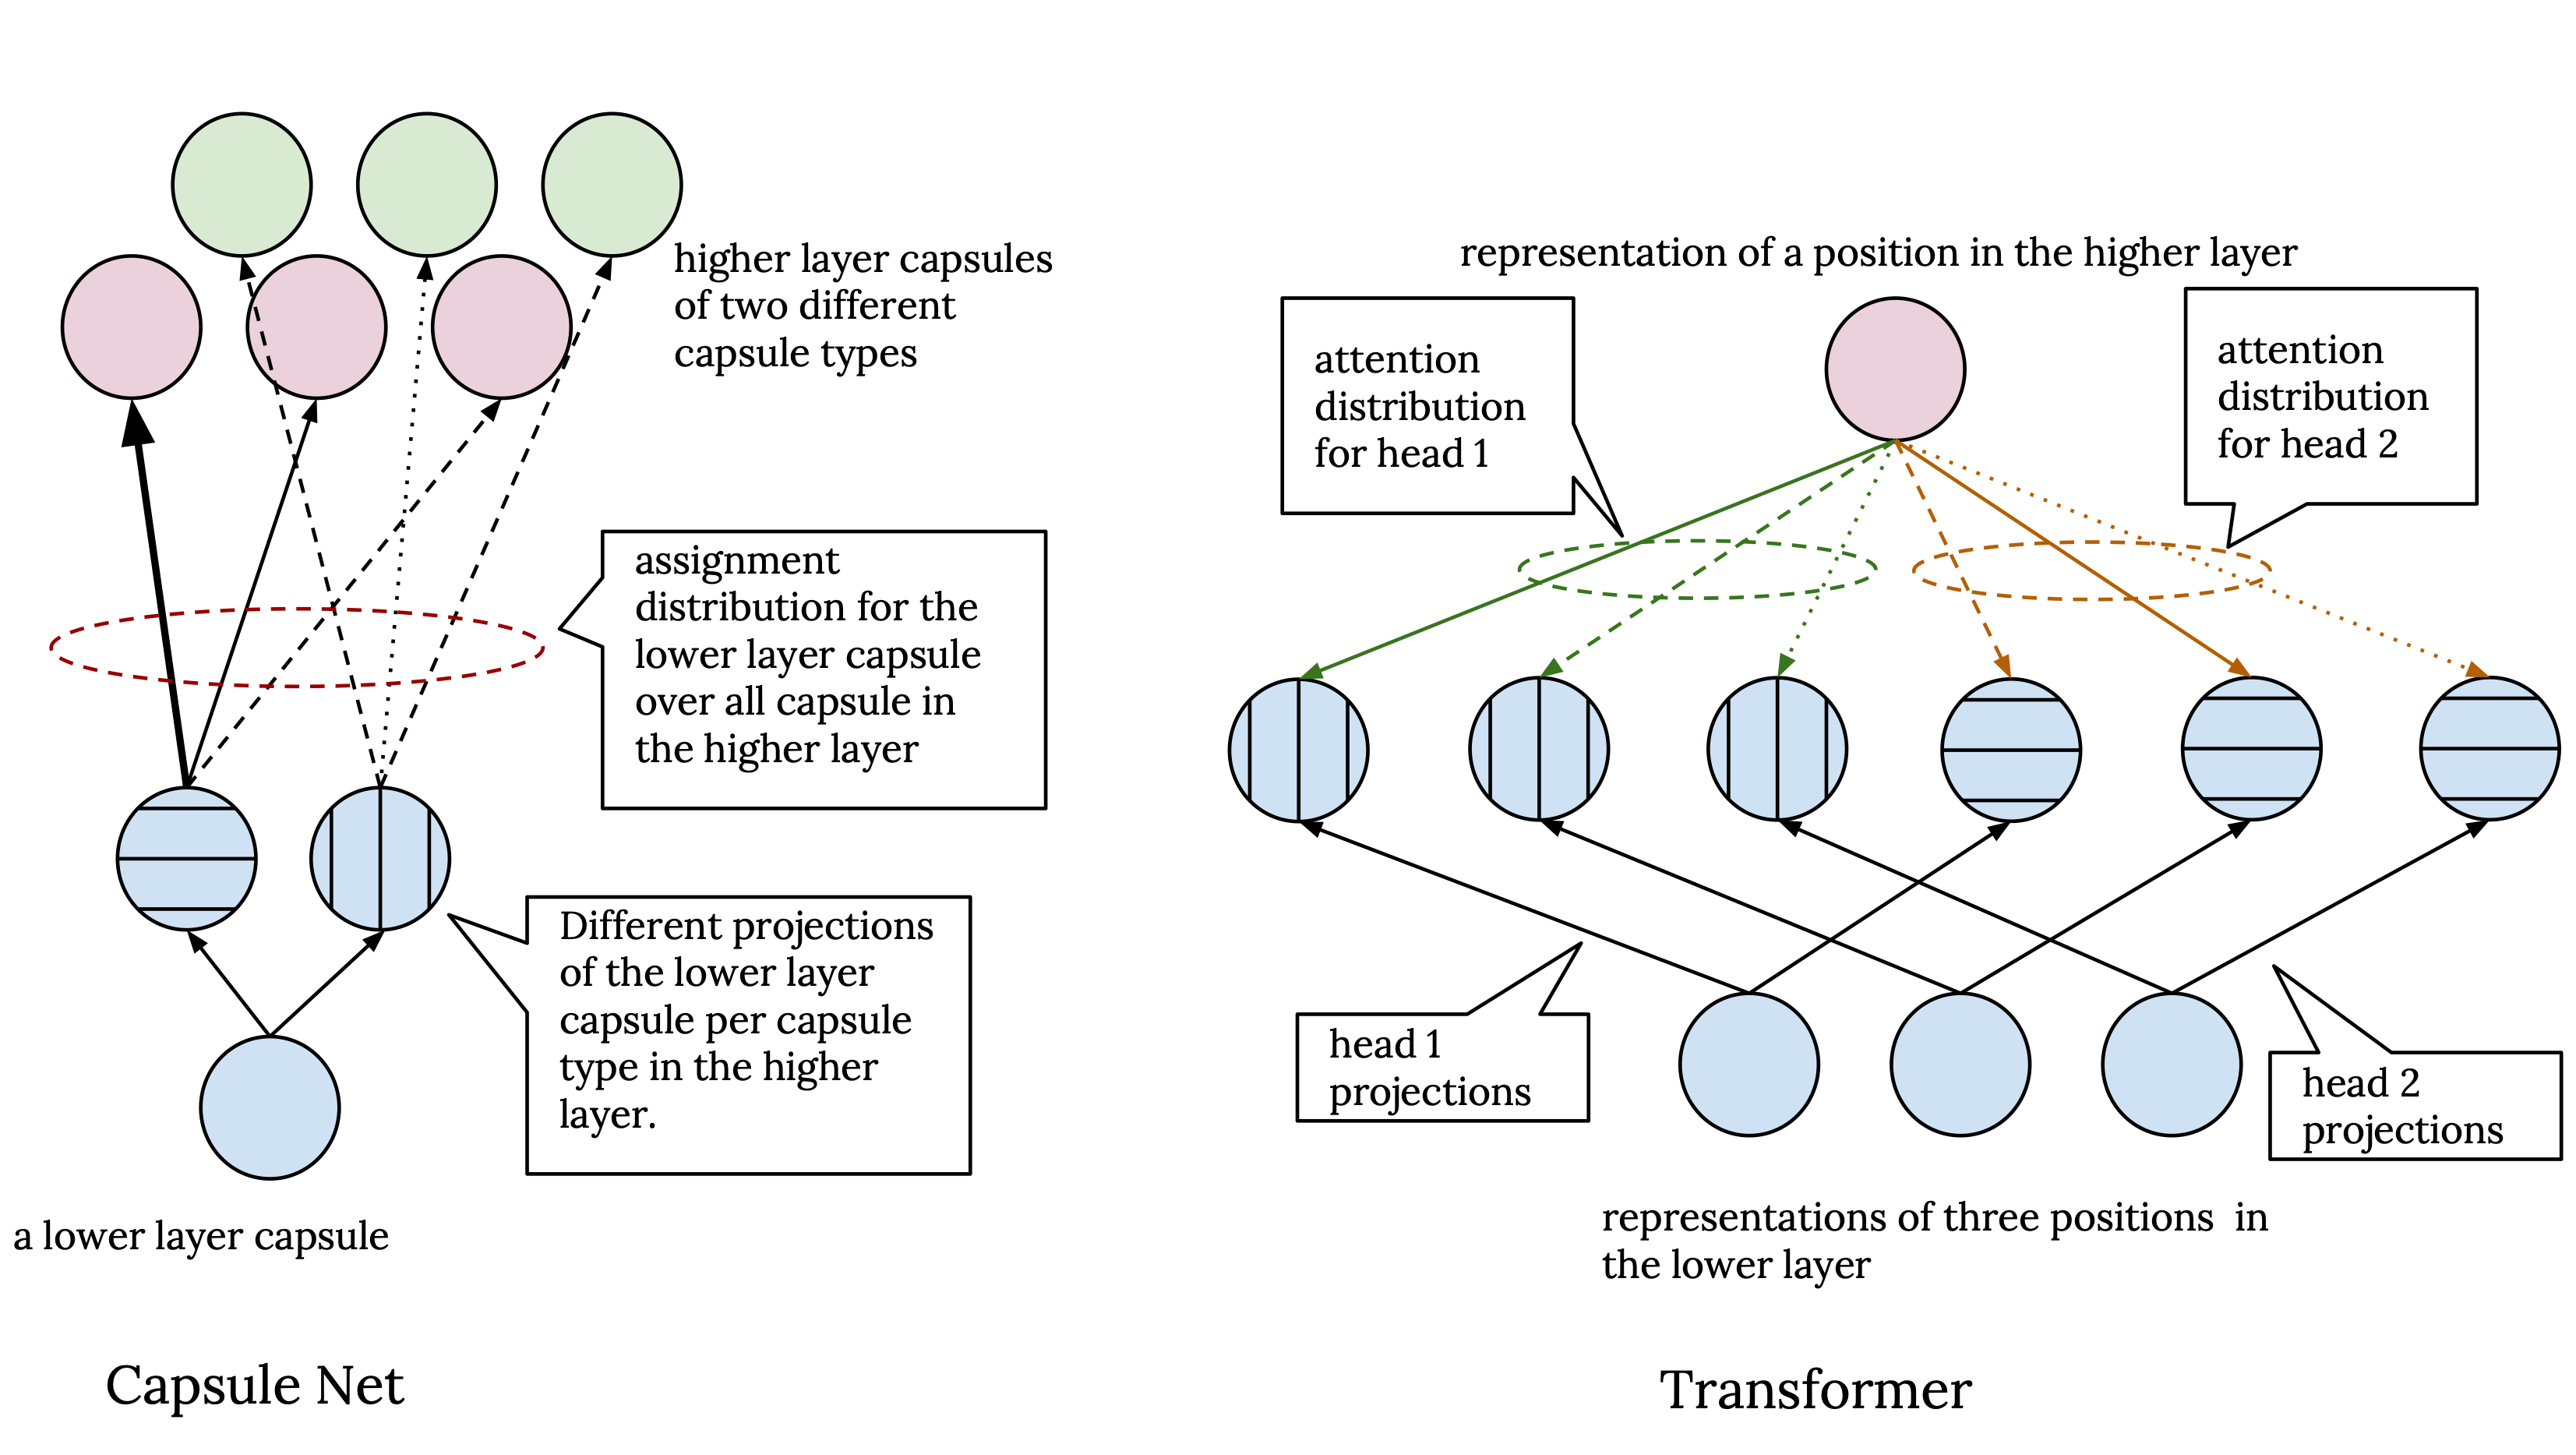 higher layer capsules
of two different
capsule types
assignment
distribution for the
lower layer capsule
over all capsule in
the higher layer
Different projections
of the lower layer
capsule per capsule
type in the higher
layer.
a lower layer capsule
Capsule Net
representation of a position in the higher layer
attention
distribution
for head 1
attention
distribution
for head 2
head 1
projections
head 2
projections
representations of three positions in
the lower layer
Transformer